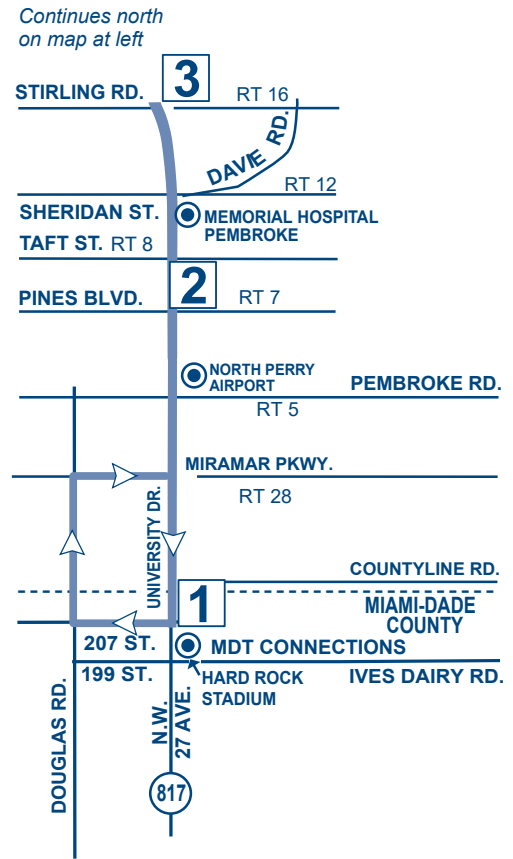 Continues north
on map at left
3
STIRLING RD.
RT 16
DAVIE RD.
RT 12
SHERIDAN ST.
MEMORIAL HOSPITAL
PEMBROKE
TAFT ST. RT 8
2
PINES BLVD.
RT 7
NORTH PERRY
AIRPORT
PEMBROKE RD.
RT 5
MIRAMAR PKWY.
RT 28
UNIVERSITY DR.
COUNTYLINE RD.
1
MIAMI-DADE
COUNTY
207 ST.
MDT CONNECTIONS
199 ST.
HARD ROCK
STADIUM
IVES DAIRY RD.
DOUGLAS RD.
N.W.
27 AVE.
817